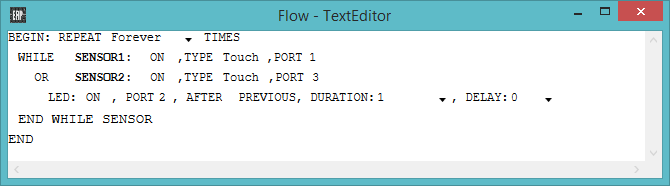 ERP
Flow - TextEditor
BEGIN: REPEAT Forever TIMES
WHILE SENSOR1: ON ,TYPE Touch ,PORT 1
OR SENSOR2: ON ,TYPE Touch ,PORT 3
LED: ON , PORT 2 , AFTER PREVIOUS, DURATION: 1 , DELAY: 0
END WHILE SENSOR
END